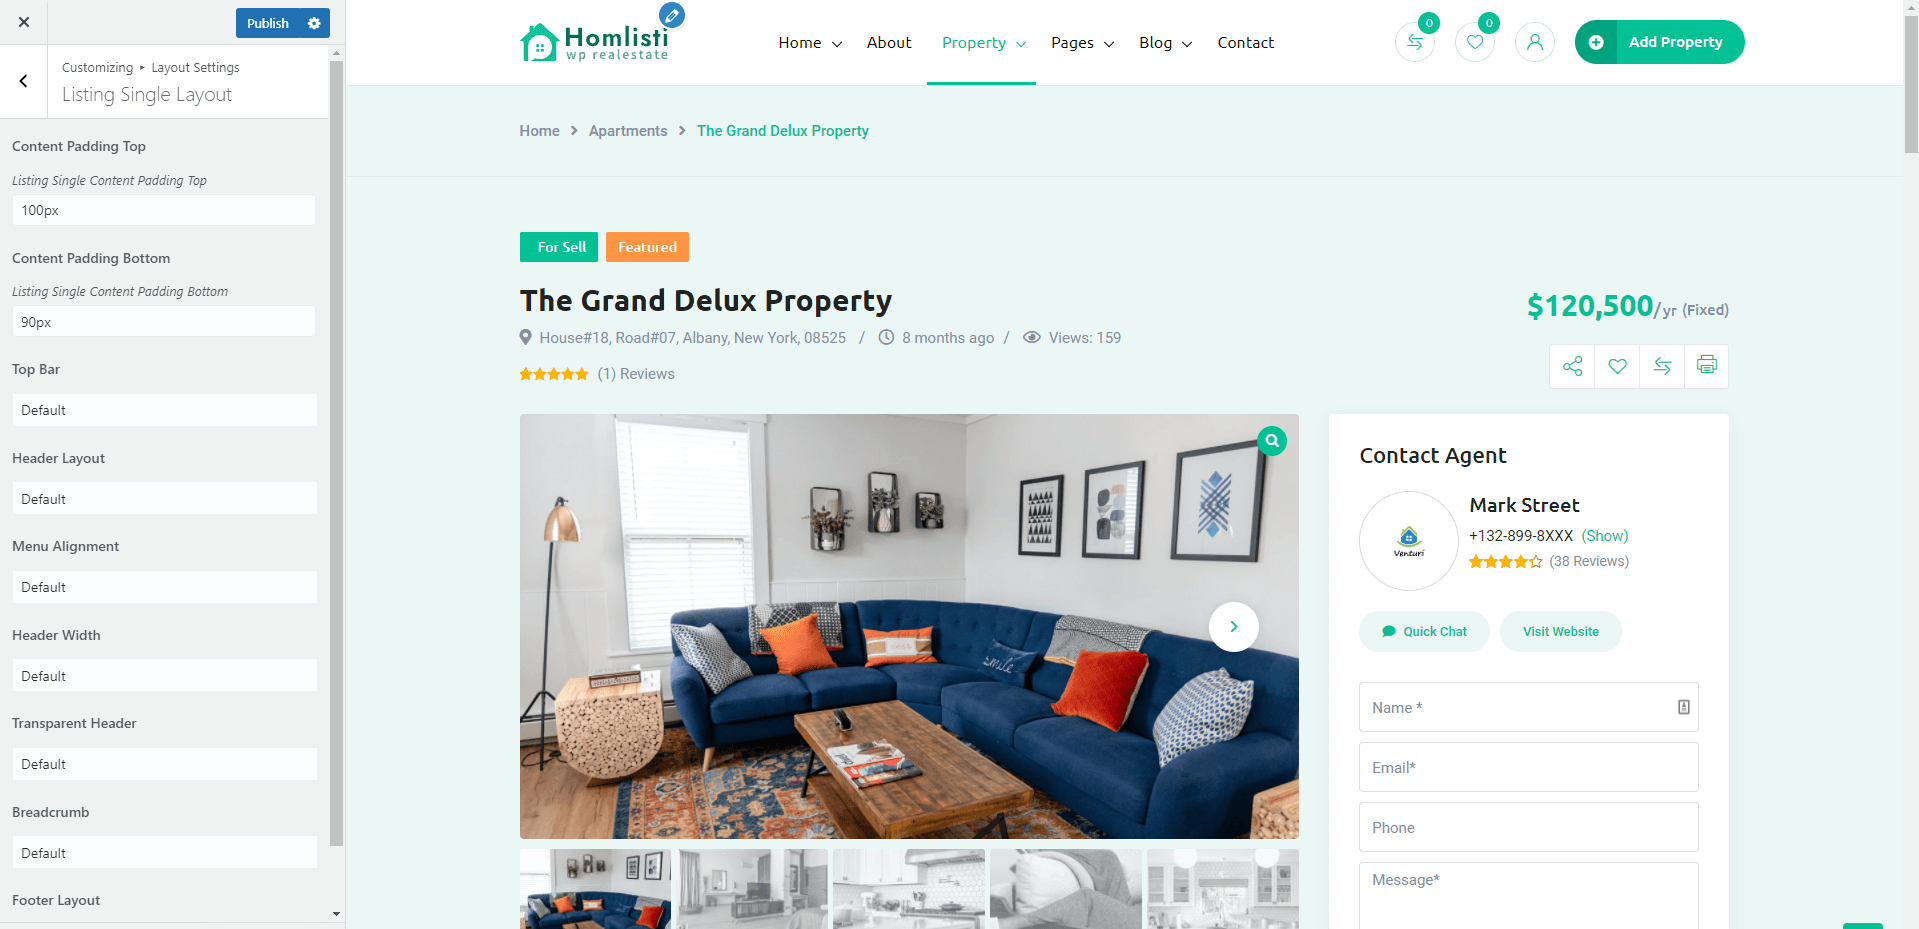 Publish
Customizing ▸ Layout Settings
Listing Single Layout
Content Padding Top
Listing Single Content Padding Top
100px
Content Padding Bottom
Listing Single Content Padding Bottom
90px
Top Bar
Default
Header Layout
Default
Menu Alignment
Default
Header Width
Default
Transparent Header
Default
Breadcrumb
Default
Footer Layout
Homlisti
wp realestate
Home About Property Pages Blog Contact
0
0
Add Property
Home > Apartments > The Grand Delux Property
For Sell Featured
The Grand Delux Property
House#18, Road#07, Albany, New York, 08525 / 8 months ago / Views: 159
(1) Reviews
$120,500/yr (Fixed)
smile
Contact Agent
Venturi
Mark Street
+132-899-8XXX (Show)
(38 Reviews)
Quick Chat
Visit Website
Name *
Email*
Phone
Message*